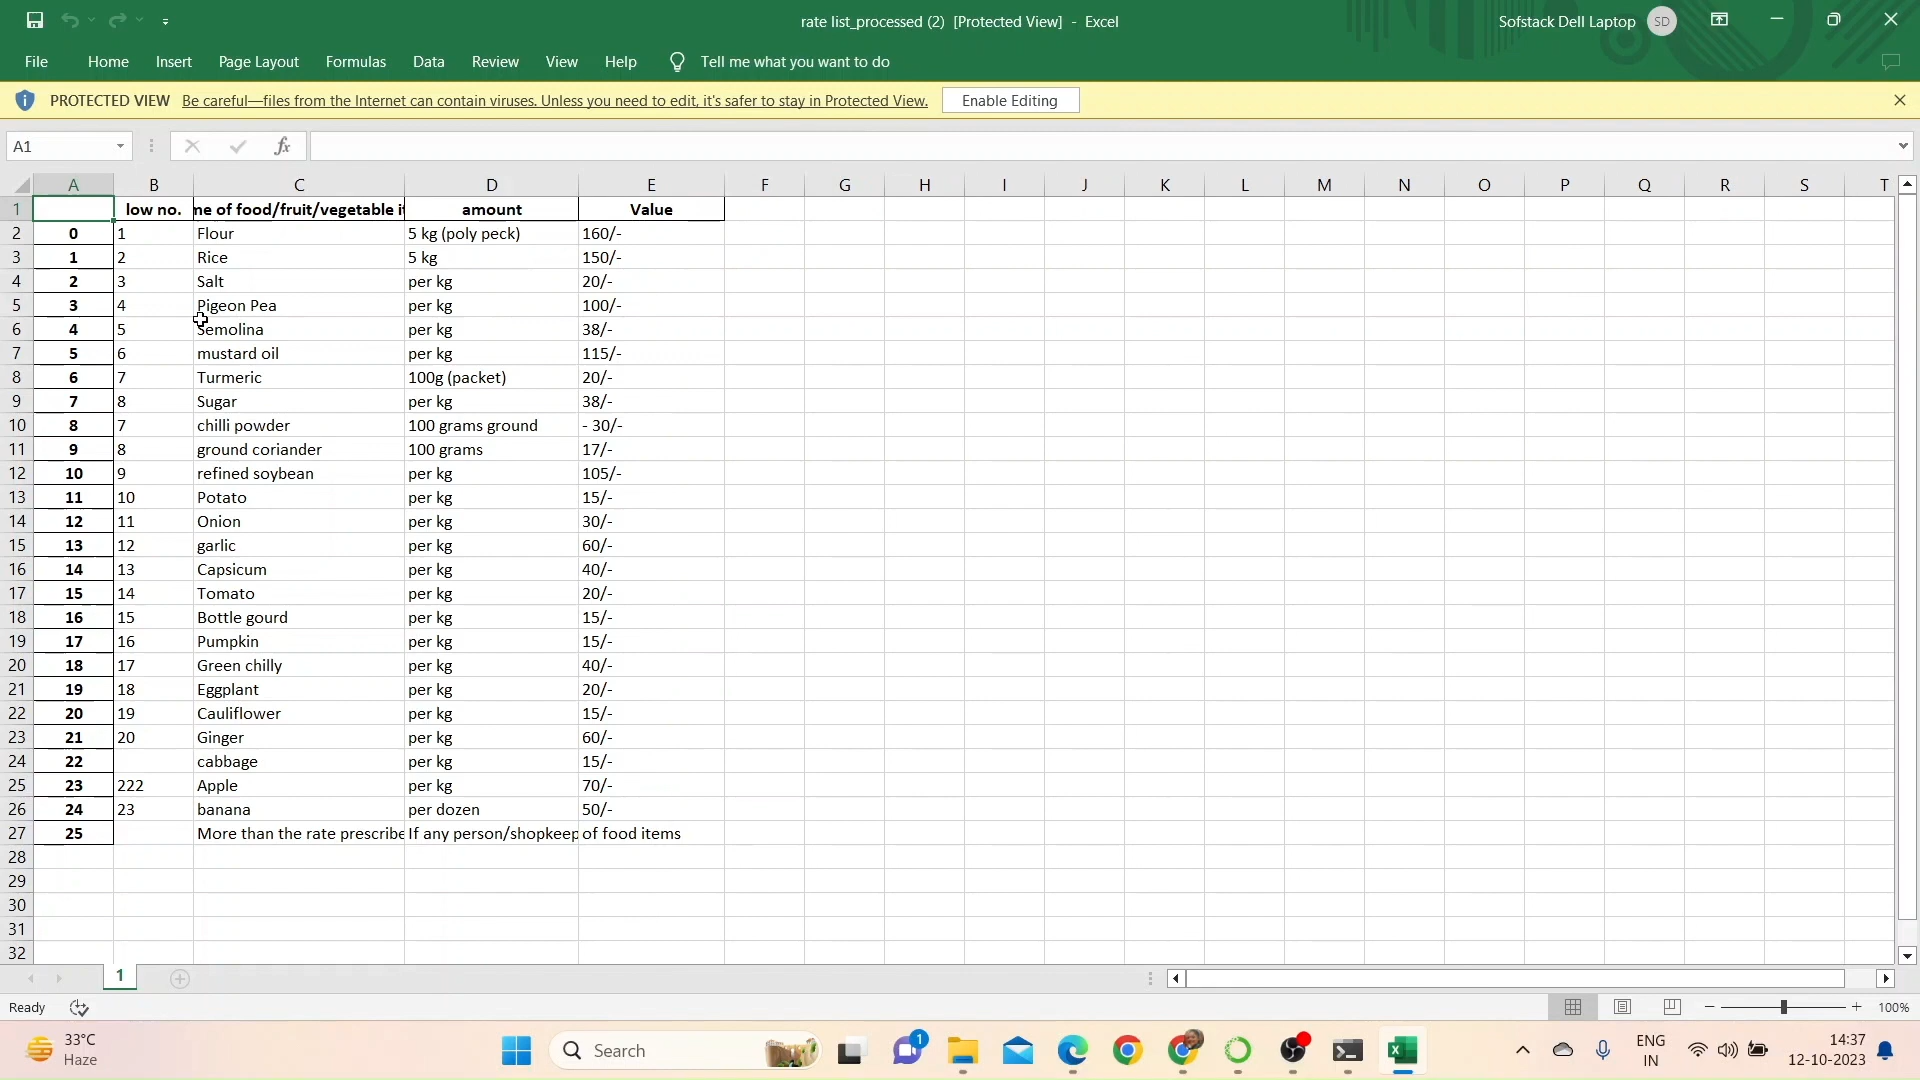 rate list_processed (2) [Protected View] - Excel
Sofstack Dell Laptop SD
File Home Insert Page Layout Formulas Data Review View Help Tell me what you want to do
PROTECTED VIEW Be careful—files from the Internet can contain viruses. Unless you need to edit, it's safer to stay in Protected View. Enable Editing
A1 fx
A B C D E F G H I J K L M N O P Q R S T
1 low no. ne of food/fruit/vegetable it amount Value
2 0 1 Flour 5 kg (poly peck) 160/-
3 1 2 Rice 5 kg 150/-
4 2 3 Salt per kg 20/-
5 3 4 Pigeon Pea per kg 100/-
6 4 5 Semolina per kg 38/-
7 5 6 mustard oil per kg 115/-
8 6 7 Turmeric 100g (packet) 20/-
9 7 8 Sugar per kg 38/-
10 8 7 chilli powder 100 grams ground - 30/-
11 9 8 ground coriander 100 grams 17/-
12 10 9 refined soybean per kg 105/-
13 11 10 Potato per kg 15/-
14 12 11 Onion per kg 30/-
15 13 12 garlic per kg 60/-
16 14 13 Capsicum per kg 40/-
17 15 14 Tomato per kg 20/-
18 16 15 Bottle gourd per kg 15/-
19 17 16 Pumpkin per kg 15/-
20 18 17 Green chilly per kg 40/-
21 19 18 Eggplant per kg 20/-
22 20 19 Cauliflower per kg 15/-
23 21 20 Ginger per kg 60/-
24 22 cabbage per kg 15/-
25 23 222 Apple per kg 70/-
26 24 23 banana per dozen 50/-
27 25 More than the rate prescribe If any person/shopkeep of food items
28
29
30
31
32
1
Ready 100%
33°C
Haze
Search
1
ENG
IN
14:37
12-10-2023